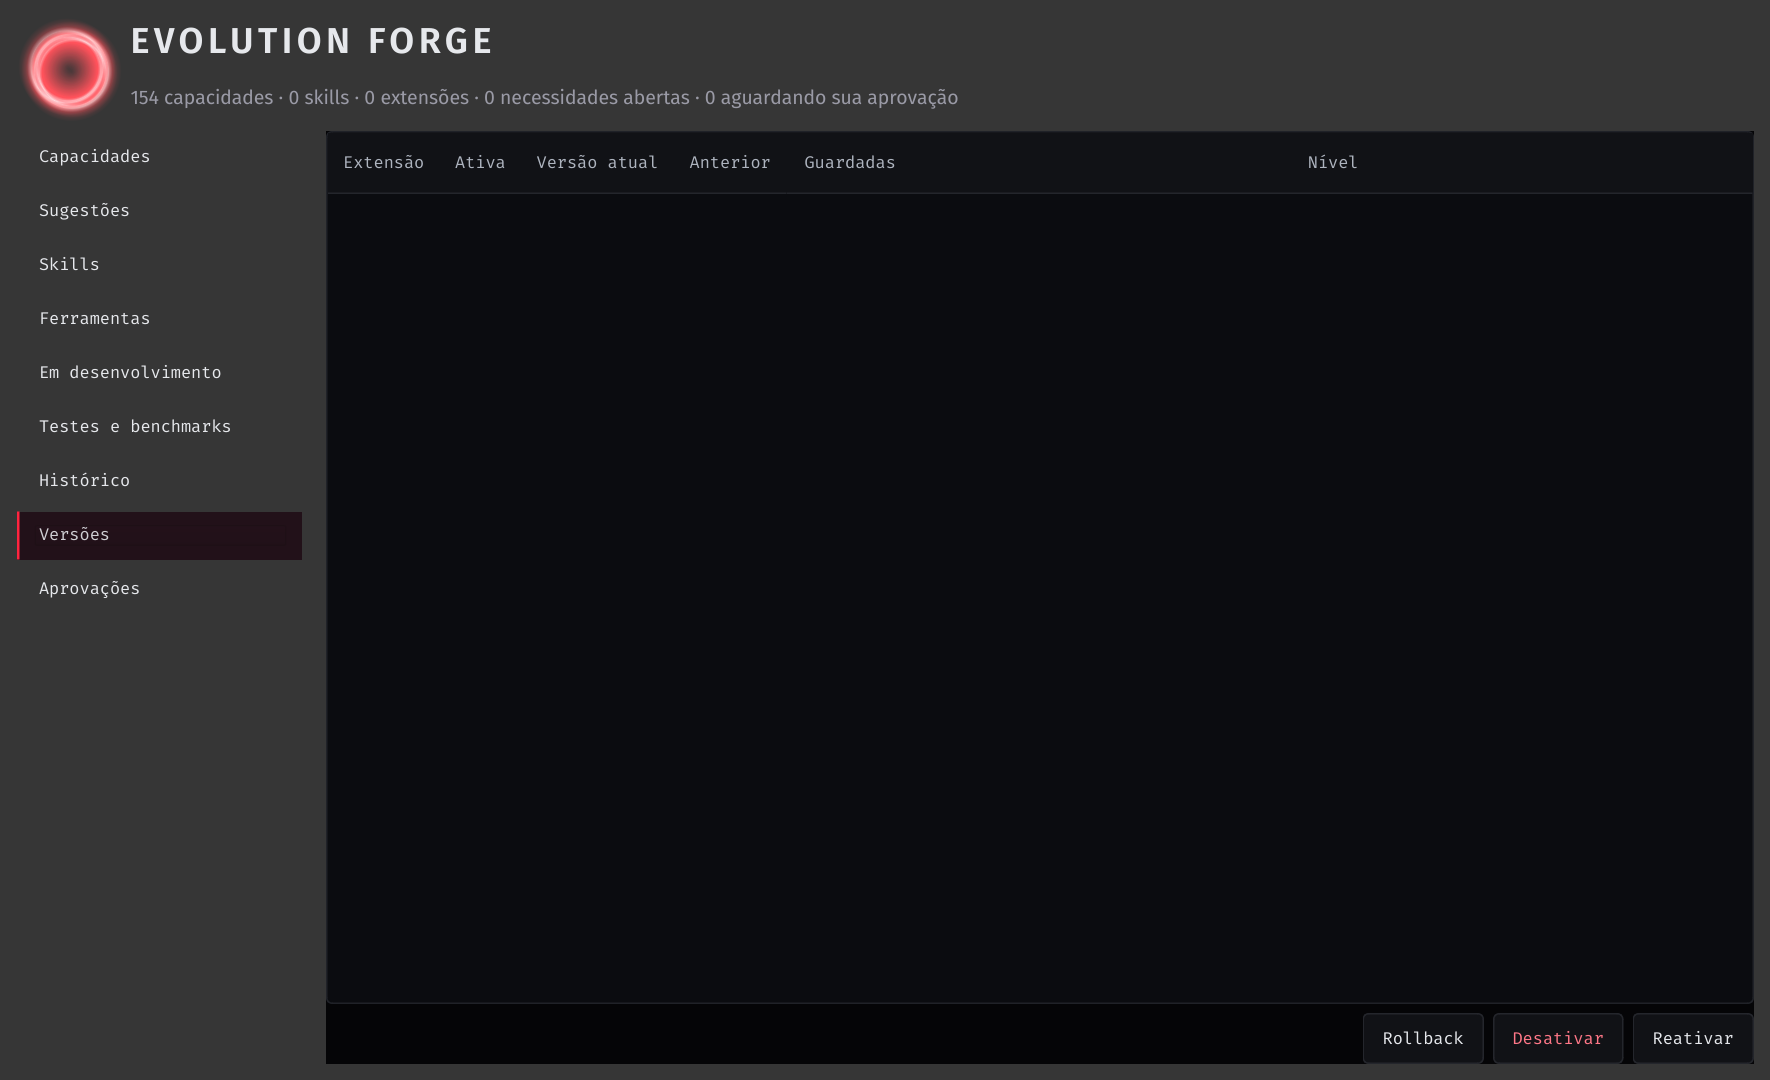 EVOLUTION FORGE
154 capacidades · 0 skills · 0 extensões · 0 necessidades abertas · 0 aguardando sua aprovação
Capacidades
Sugestões
Skills
Ferramentas
Em desenvolvimento
Testes e benchmarks
Histórico
Versões
Aprovações
Extensão Ativa Versão atual Anterior Guardadas Nível
Rollback Desativar Reativar